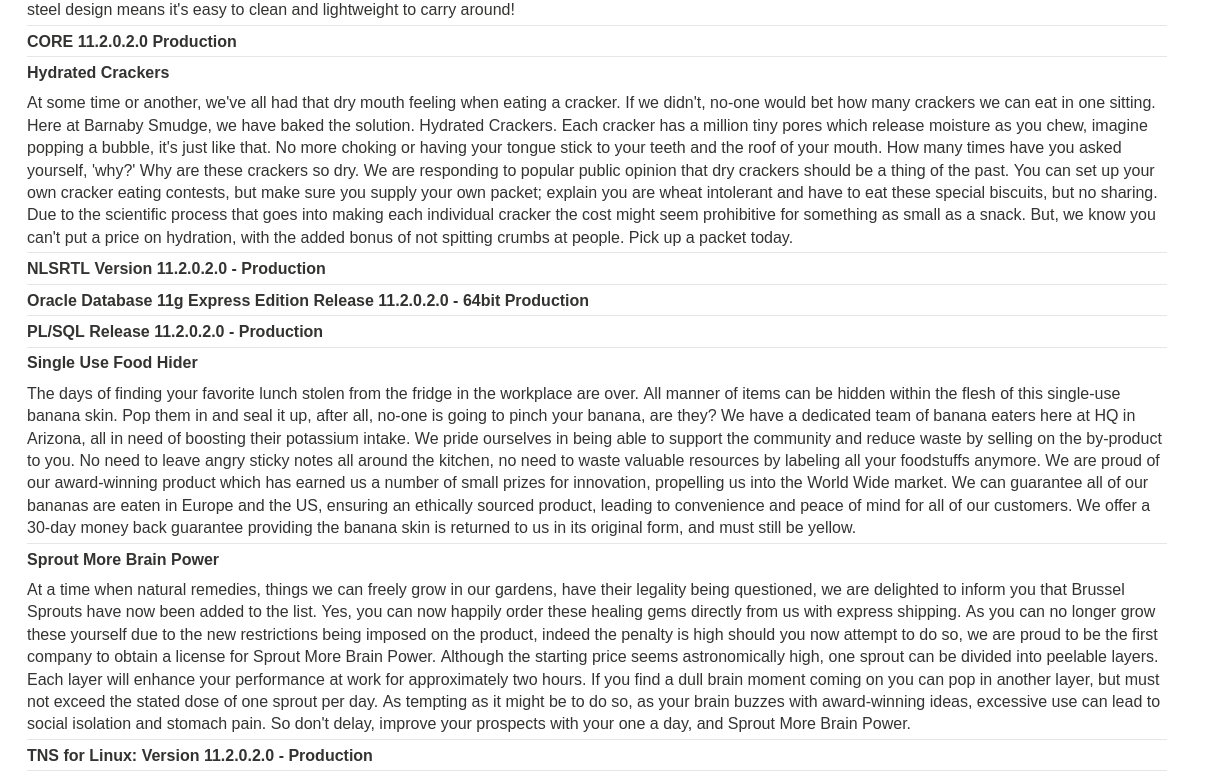 steel design means it's easy to clean and lightweight to carry around!
CORE 11.2.0.2.0 Production
Hydrated Crackers
At some time or another, we've all had that dry mouth feeling when eating a cracker. If we didn't, no-one would bet how many crackers we can eat in one sitting.
Here at Barnaby Smudge, we have baked the solution. Hydrated Crackers. Each cracker has a million tiny pores which release moisture as you chew, imagine
popping a bubble, it's just like that. No more choking or having your tongue stick to your teeth and the roof of your mouth. How many times have you asked
yourself, 'why?' Why are these crackers so dry. We are responding to popular public opinion that dry crackers should be a thing of the past. You can set up your
own cracker eating contests, but make sure you supply your own packet; explain you are wheat intolerant and have to eat these special biscuits, but no sharing.
Due to the scientific process that goes into making each individual cracker the cost might seem prohibitive for something as small as a snack. But, we know you
can't put a price on hydration, with the added bonus of not spitting crumbs at people. Pick up a packet today.
NLSRTL Version 11.2.0.2.0 - Production
Oracle Database 11g Express Edition Release 11.2.0.2.0 - 64bit Production
PL/SQL Release 11.2.0.2.0 - Production
Single Use Food Hider
The days of finding your favorite lunch stolen from the fridge in the workplace are over. All manner of items can be hidden within the flesh of this single-use
banana skin. Pop them in and seal it up, after all, no-one is going to pinch your banana, are they? We have a dedicated team of banana eaters here at HQ in
Arizona, all in need of boosting their potassium intake. We pride ourselves in being able to support the community and reduce waste by selling on the by-product
to you. No need to leave angry sticky notes all around the kitchen, no need to waste valuable resources by labeling all your foodstuffs anymore. We are proud of
our award-winning product which has earned us a number of small prizes for innovation, propelling us into the World Wide market. We can guarantee all of our
bananas are eaten in Europe and the US, ensuring an ethically sourced product, leading to convenience and peace of mind for all of our customers. We offer a
30-day money back guarantee providing the banana skin is returned to us in its original form, and must still be yellow.
Sprout More Brain Power
At a time when natural remedies, things we can freely grow in our gardens, have their legality being questioned, we are delighted to inform you that Brussel
Sprouts have now been added to the list. Yes, you can now happily order these healing gems directly from us with express shipping. As you can no longer grow
these yourself due to the new restrictions being imposed on the product, indeed the penalty is high should you now attempt to do so, we are proud to be the first
company to obtain a license for Sprout More Brain Power. Although the starting price seems astronomically high, one sprout can be divided into peelable layers.
Each layer will enhance your performance at work for approximately two hours. If you find a dull brain moment coming on you can pop in another layer, but must
not exceed the stated dose of one sprout per day. As tempting as it might be to do so, as your brain buzzes with award-winning ideas, excessive use can lead to
social isolation and stomach pain. So don't delay, improve your prospects with your one a day, and Sprout More Brain Power.
TNS for Linux: Version 11.2.0.2.0 - Production